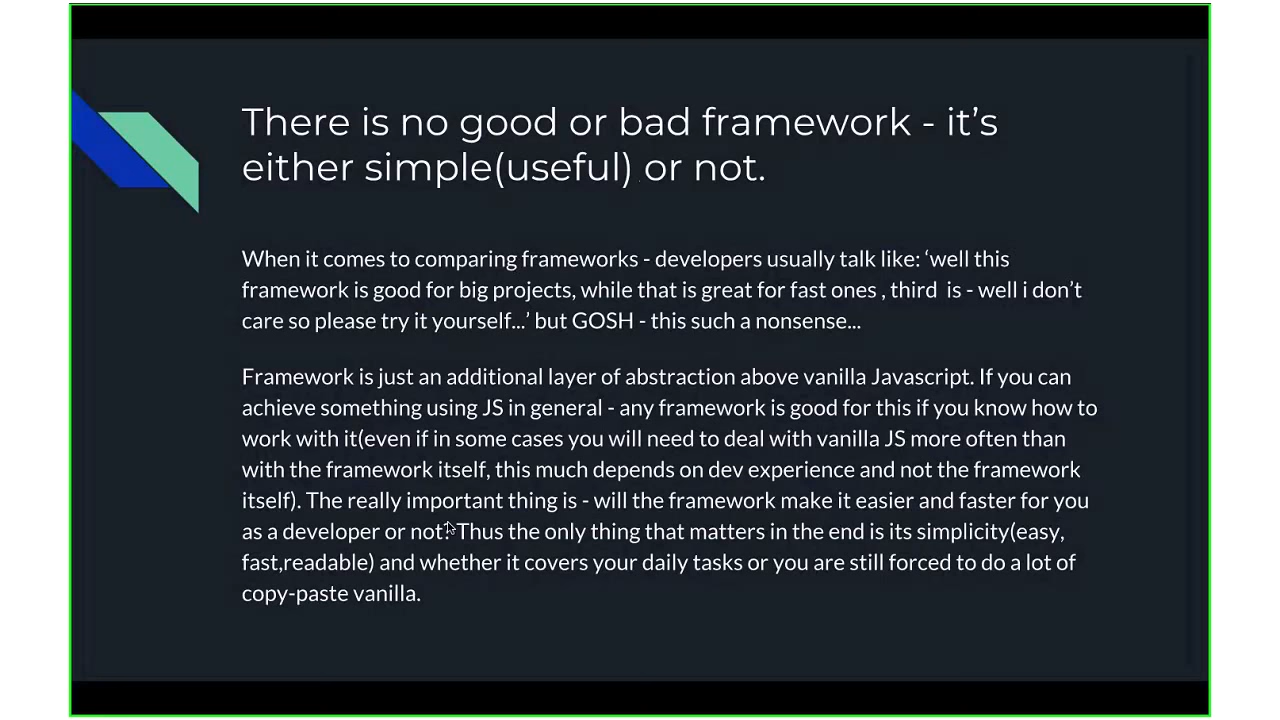 There is no good or bad framework - it’s
either simple(useful) or not.
When it comes to comparing frameworks - developers usually talk like: ‘well this
framework is good for big projects, while that is great for fast ones , third  is - well i don’t
care so please try it yourself...’ but GOSH - this such a nonsense...
Framework is just an additional layer of abstraction above vanilla Javascript. If you can
achieve something using JS in general - any framework is good for this if you know how to
work with it(even if in some cases you will need to deal with vanilla JS more often than
with the framework itself, this much depends on dev experience and not the framework
itself). The really important thing is - will the framework make it easier and faster for you
as a developer or not? Thus the only thing that matters in the end is its simplicity(easy,
fast,readable) and whether it covers your daily tasks or you are still forced to do a lot of
copy-paste vanilla.